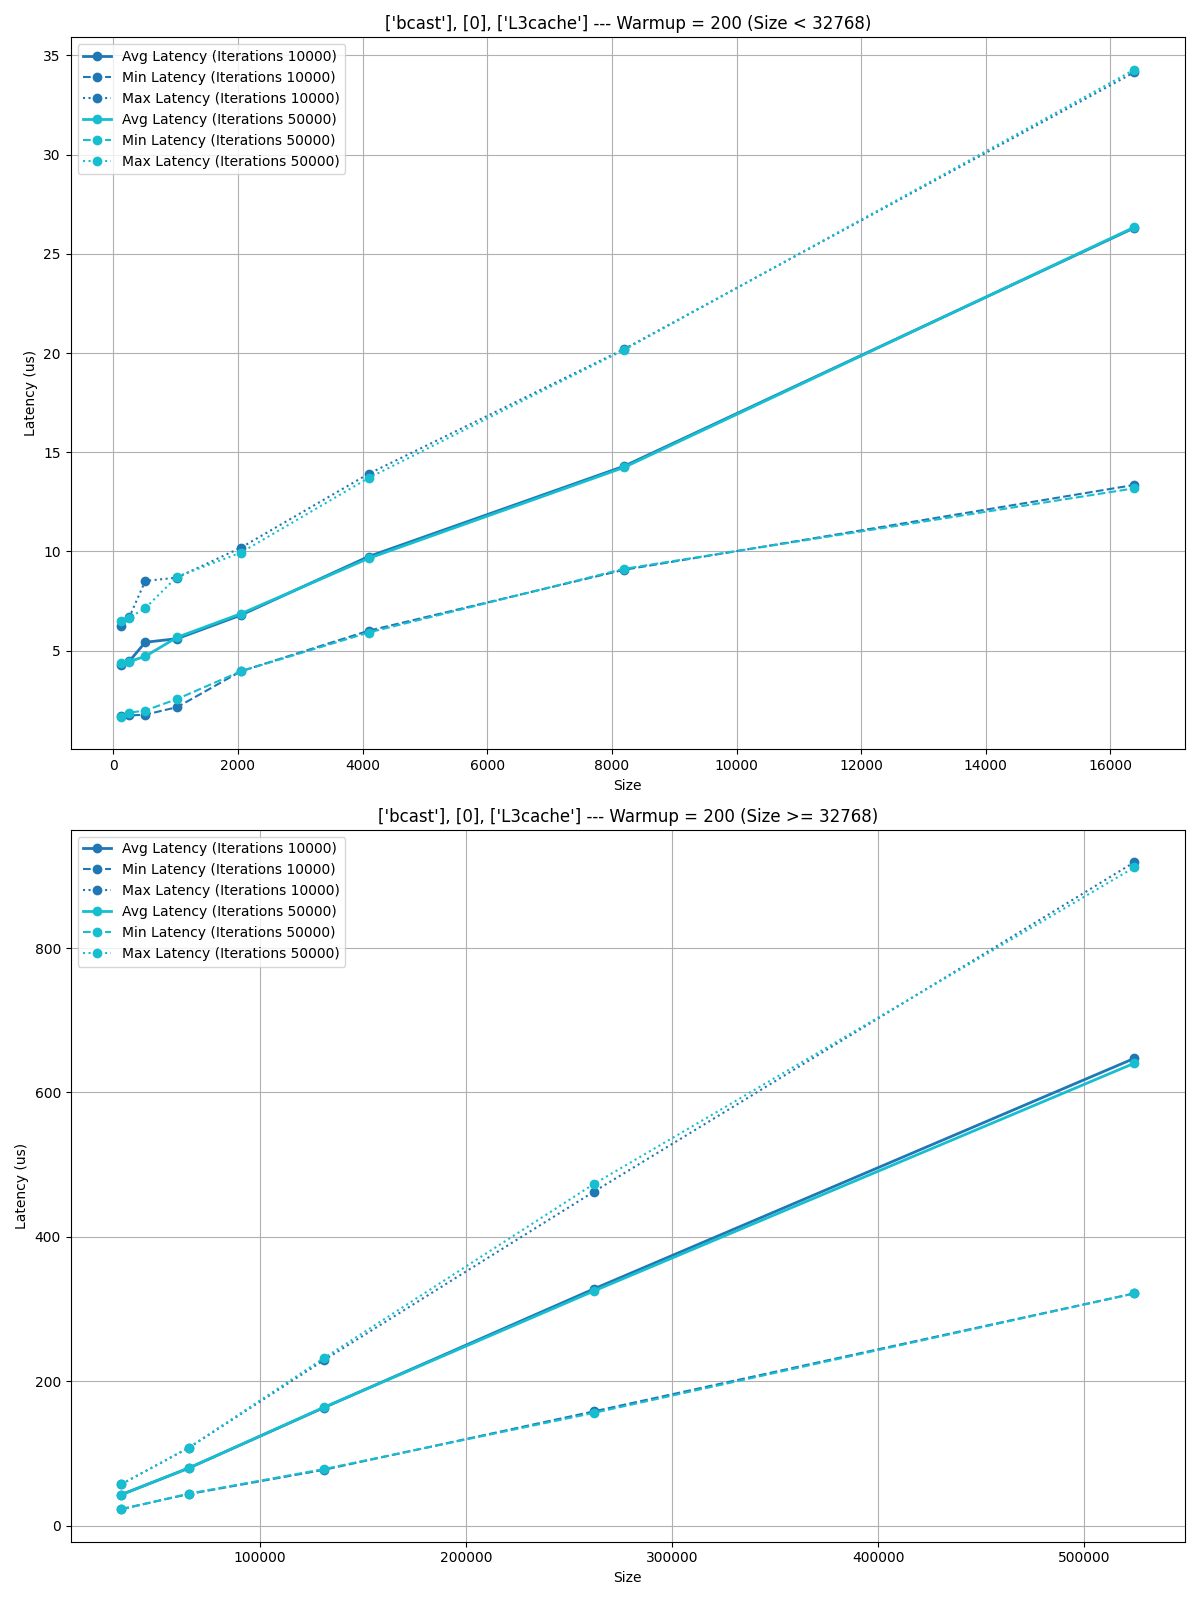 ['bcast'], [0], ['L3cache'] --- Warmup = 200 (Size < 32768)
Avg Latency (Iterations 10000)
Min Latency (Iterations 10000)
Max Latency (Iterations 10000)
Avg Latency (Iterations 50000)
Min Latency (Iterations 50000)
Max Latency (Iterations 50000)
35
30
25
20
15
10
5
Latency (us)
0 2000 4000 6000 8000 10000 12000 14000 16000
Size
['bcast'], [0], ['L3cache'] --- Warmup = 200 (Size >= 32768)
Avg Latency (Iterations 10000)
Min Latency (Iterations 10000)
Max Latency (Iterations 10000)
Avg Latency (Iterations 50000)
Min Latency (Iterations 50000)
Max Latency (Iterations 50000)
800
600
400
200
0
Latency (us)
100000 200000 300000 400000 500000
Size